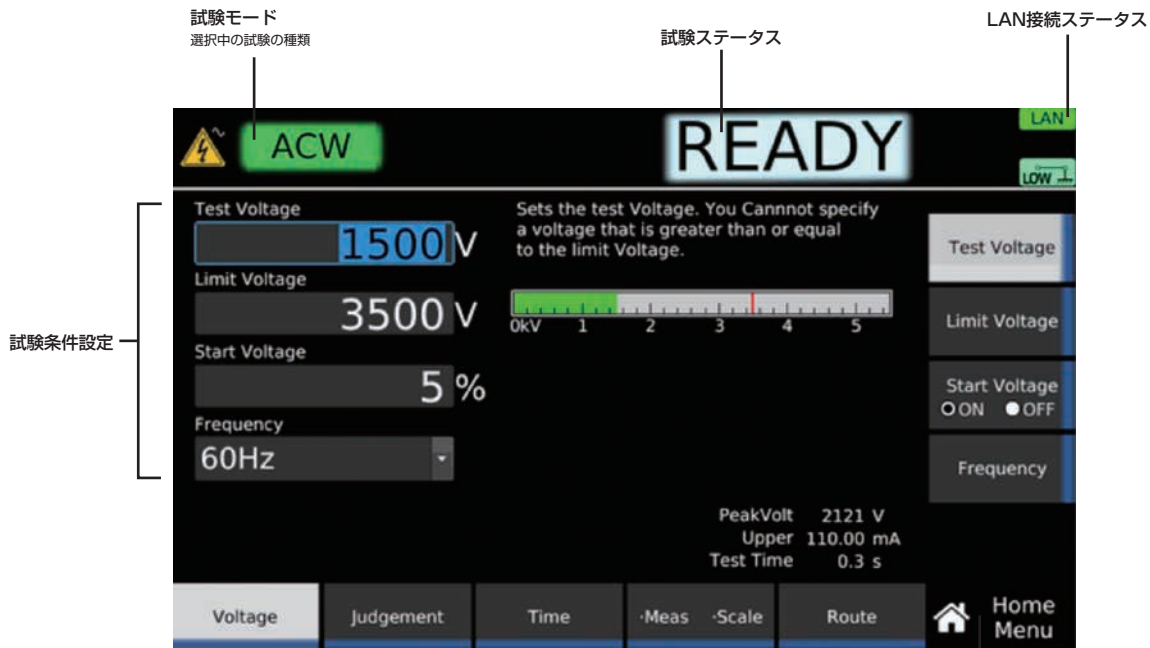 試験モード
選択中の試験の種類
試験ステータス
LAN接続ステータス
ACW
READY
LAN
LOW
試験条件設定
Test Voltage
1500 V
Limit Voltage
3500 V
Start Voltage
5 %
Frequency
60Hz
Sets the test Voltage. You Cannnot specify
a voltage that is greater than or equal
to the limit Voltage.
0kV 1 2 3 4 5
PeakVolt 2121 V
Upper 110.00 mA
Test Time 0.3 s
Test Voltage
Limit Voltage
Start Voltage
ON OFF
Frequency
Voltage
Judgement
Time
·Meas ·Scale
Route
Home
Menu